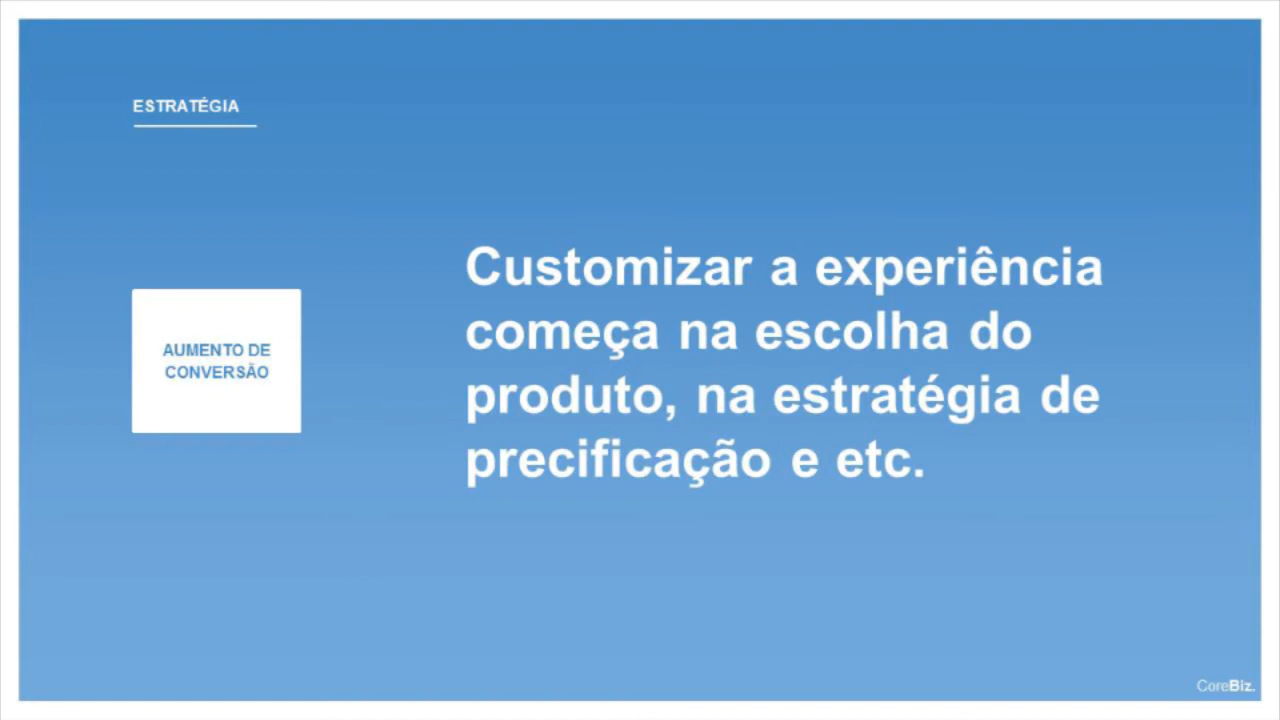 ESTRATÉGIA
AUMENTO DE
CONVERSÃO
Customizar a experiência
começa na escolha do
produto, na estratégia de
precificação e etc.
CoreBiz.